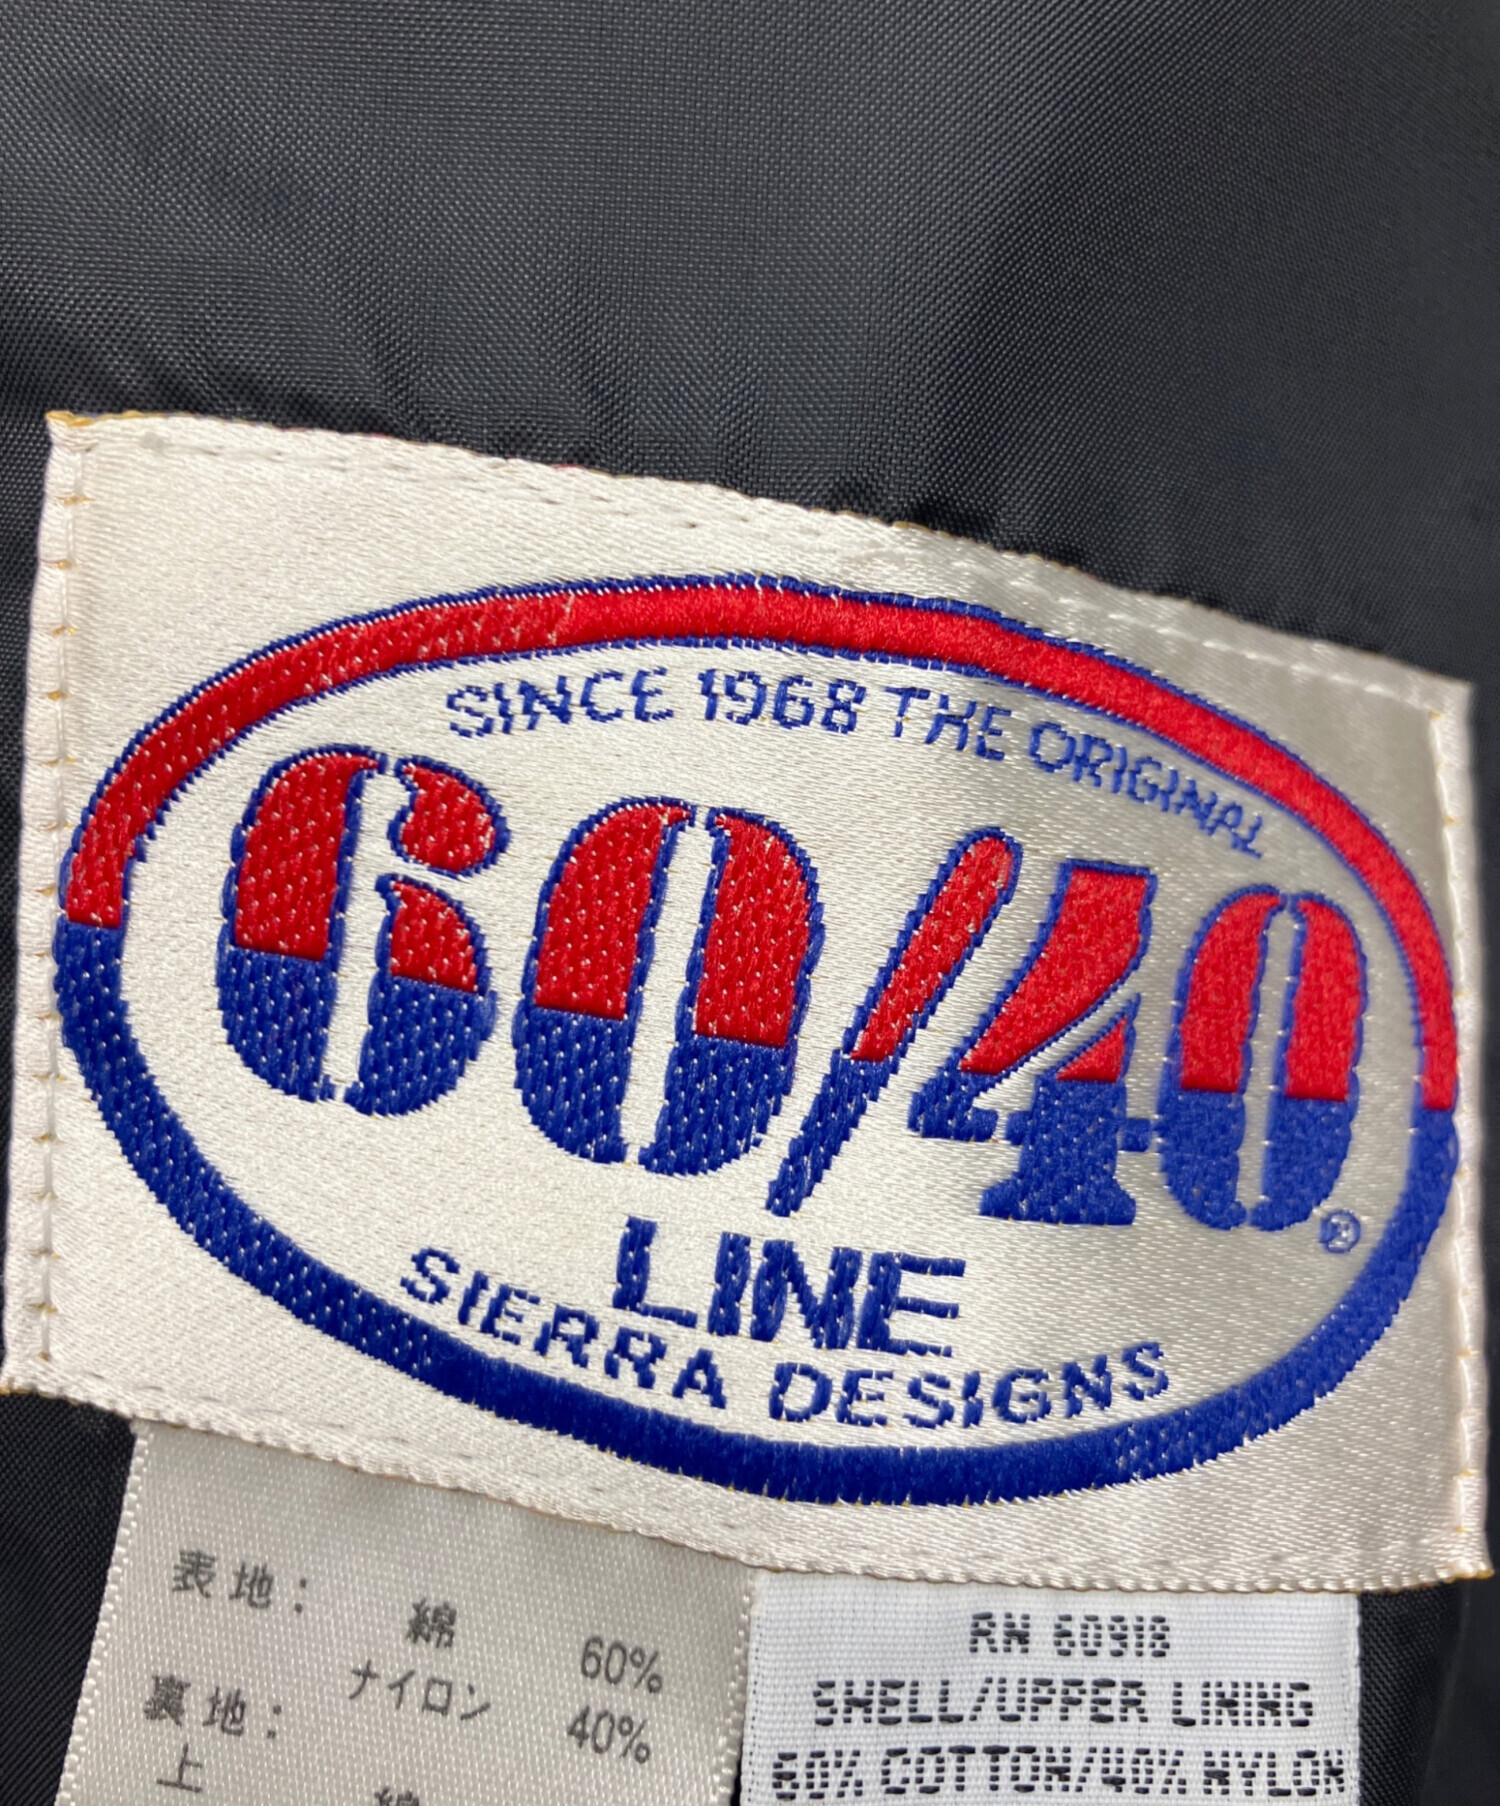 SINCE 1968 THE ORIGINAL
60/40®
LINE
SIERRA DESIGNS
表地: 綿 60%
ナイロン 40%
裏地:
上 綿
RN 60918
SHELL/UPPER LINING
60% COTTON/40% NYLON